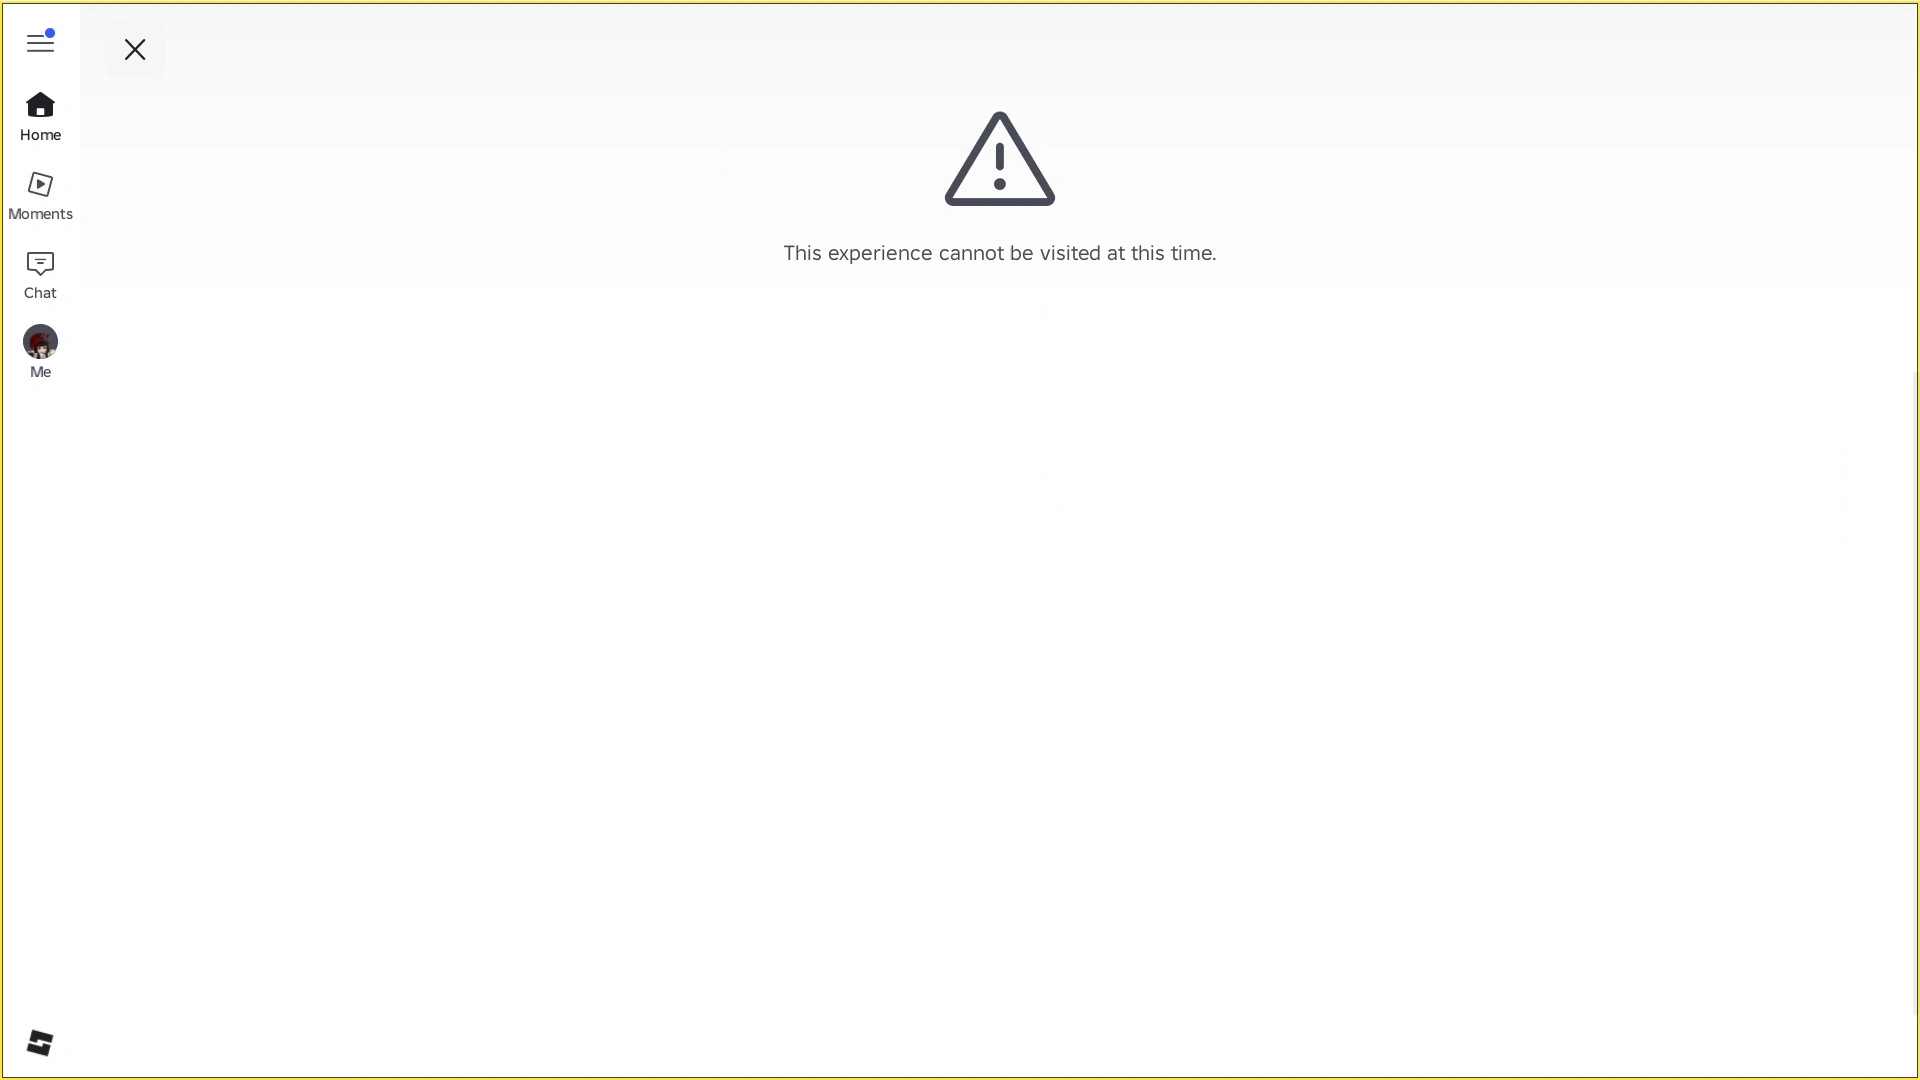 Home
Moments
Chat
Me
This experience cannot be visited at this time.